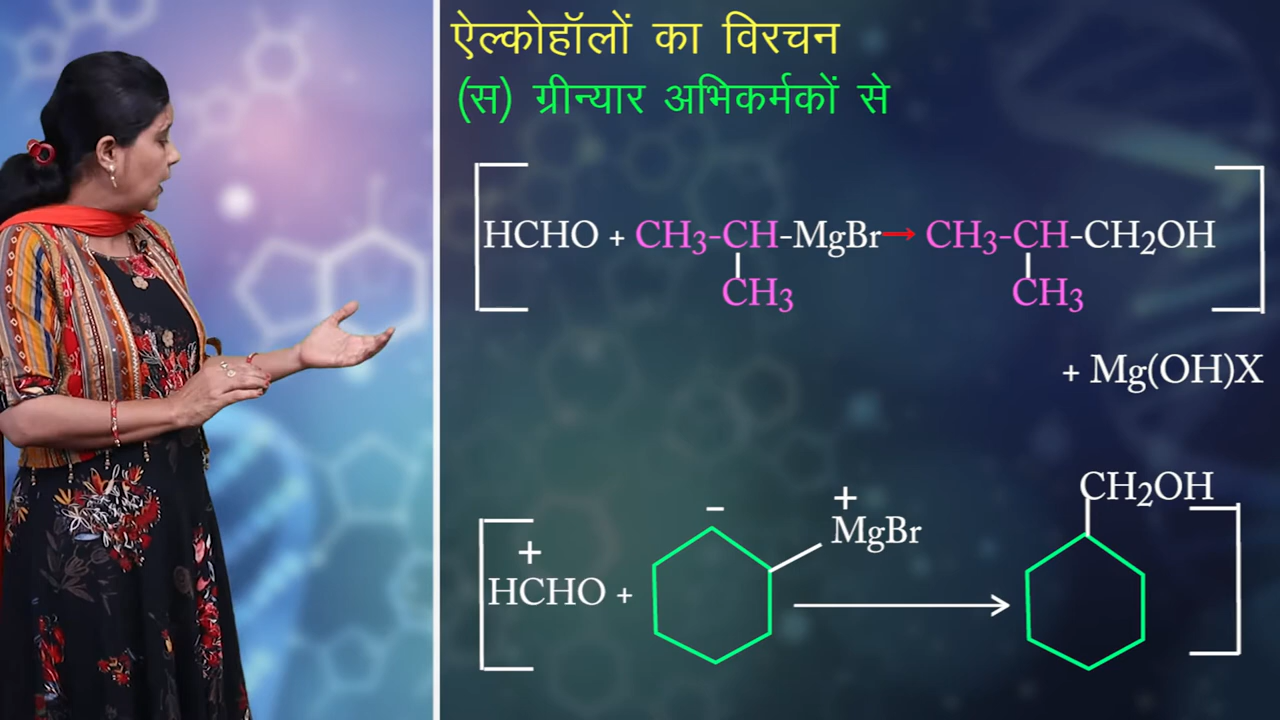 ऐल्कोहॉलों का विरचन
(स) ग्रीन्यार अभिकर्मकों से
HCHO + CH3-CH-MgBr→ CH3-CH-CH2OH
CH3 CH3
+ Mg(OH)X
CH2OH
− + MgBr
+
HCHO +